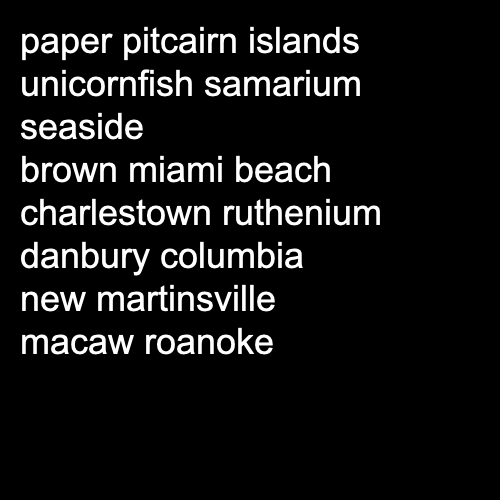 paper pitcairn islands
unicornfish samarium
seaside
brown miami beach
charlestown ruthenium
danbury columbia
new martinsville
macaw roanoke